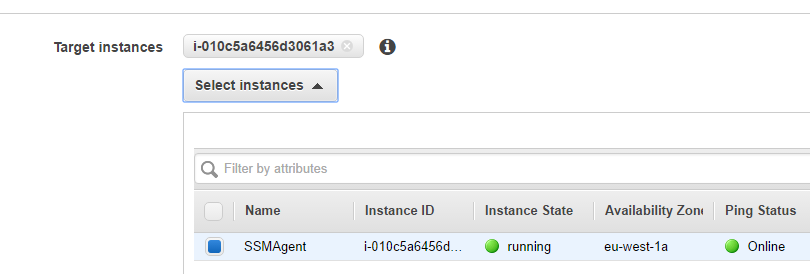 Target instances i-010c5a6456d3061a3
Select instances
Filter by attributes
Name Instance ID Instance State Availability Zon Ping Status
SSMAgent i-010c5a6456d... running eu-west-1a Online